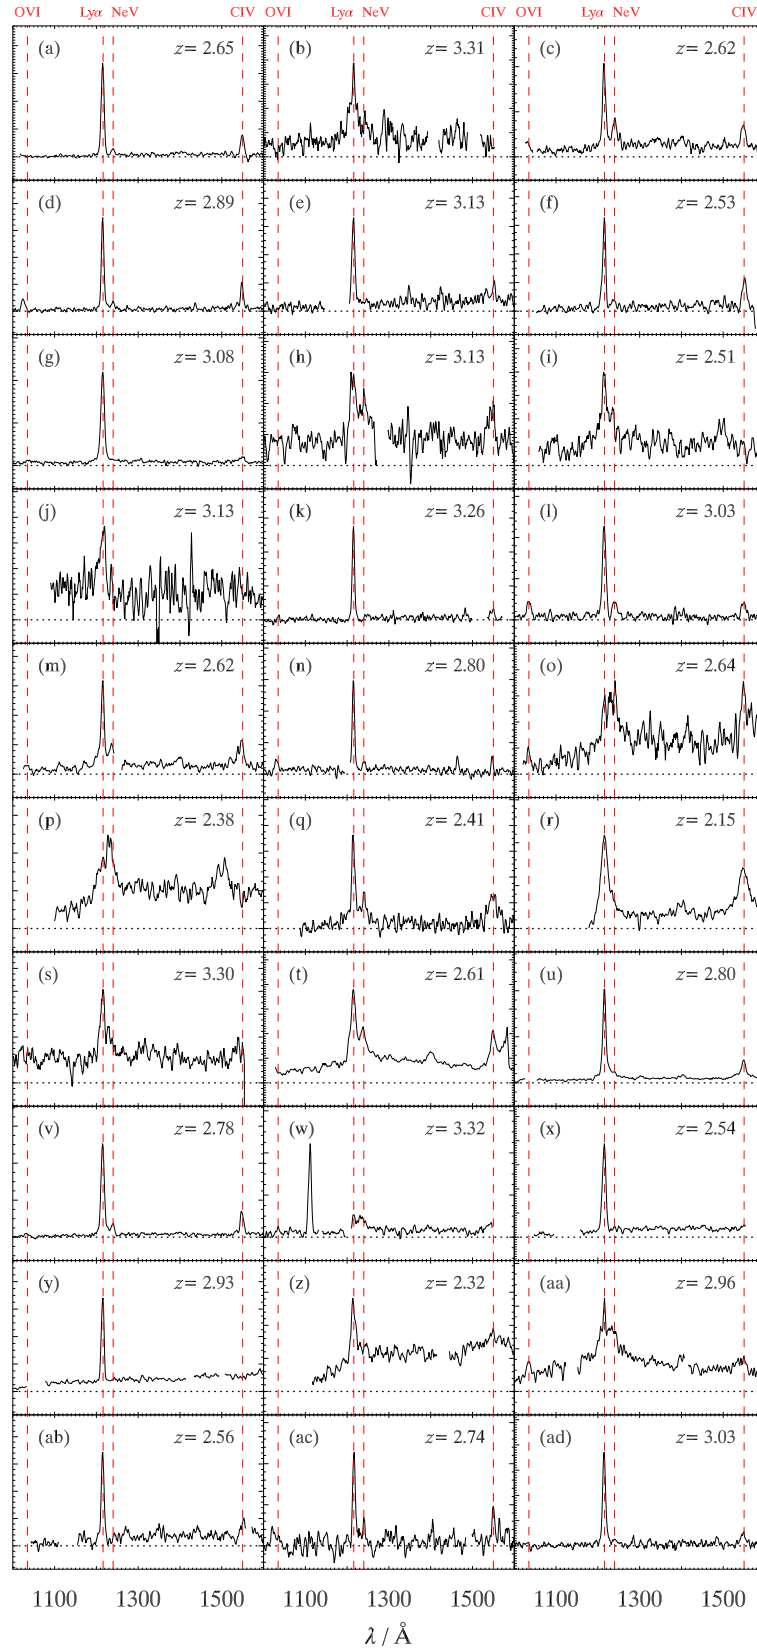 OVI Lyα NeV CIV OVI Lyα NeV CIV OVI Lyα NeV CIV
(a) z = 2.65 (b) z = 3.31 (c) z = 2.62
(d) z = 2.89 (e) z = 3.13 (f) z = 2.53
(g) z = 3.08 (h) z = 3.13 (i) z = 2.51
(j) z = 3.13 (k) z = 3.26 (l) z = 3.03
(m) z = 2.62 (n) z = 2.80 (o) z = 2.64
(p) z = 2.38 (q) z = 2.41 (r) z = 2.15
(s) z = 3.30 (t) z = 2.61 (u) z = 2.80
(v) z = 2.78 (w) z = 3.32 (x) z = 2.54
(y) z = 2.93 (z) z = 2.32 (aa) z = 2.96
(ab) z = 2.56 (ac) z = 2.74 (ad) z = 3.03
1100 1300 1500 1100 1300 1500 1100 1300 1500
λ / Å